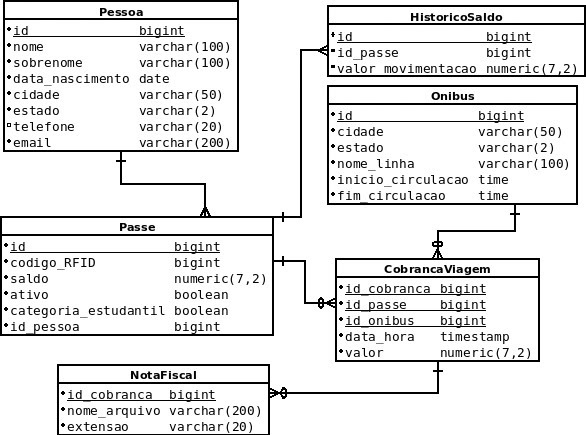 Pessoa
id bigint
nome varchar(100)
sobrenome varchar(100)
data_nascimento date
cidade varchar(50)
estado varchar(2)
telefone varchar(20)
email varchar(200)
HistoricoSaldo
id bigint
id_passe bigint
valor_movimentacao numeric(7,2)
Onibus
id bigint
cidade varchar(50)
estado varchar(2)
nome_linha varchar(100)
inicio_circulacao time
fim_circulacao time
Passe
id bigint
codigo_RFID bigint
saldo numeric(7,2)
ativo boolean
categoria_estudantil boolean
id_pessoa bigint
CobrancaViagem
id_cobranca bigint
id_passe bigint
id_onibus bigint
data_hora timestamp
valor numeric(7,2)
NotaFiscal
id_cobranca bigint
nome_arquivo varchar(200)
extensao varchar(20)